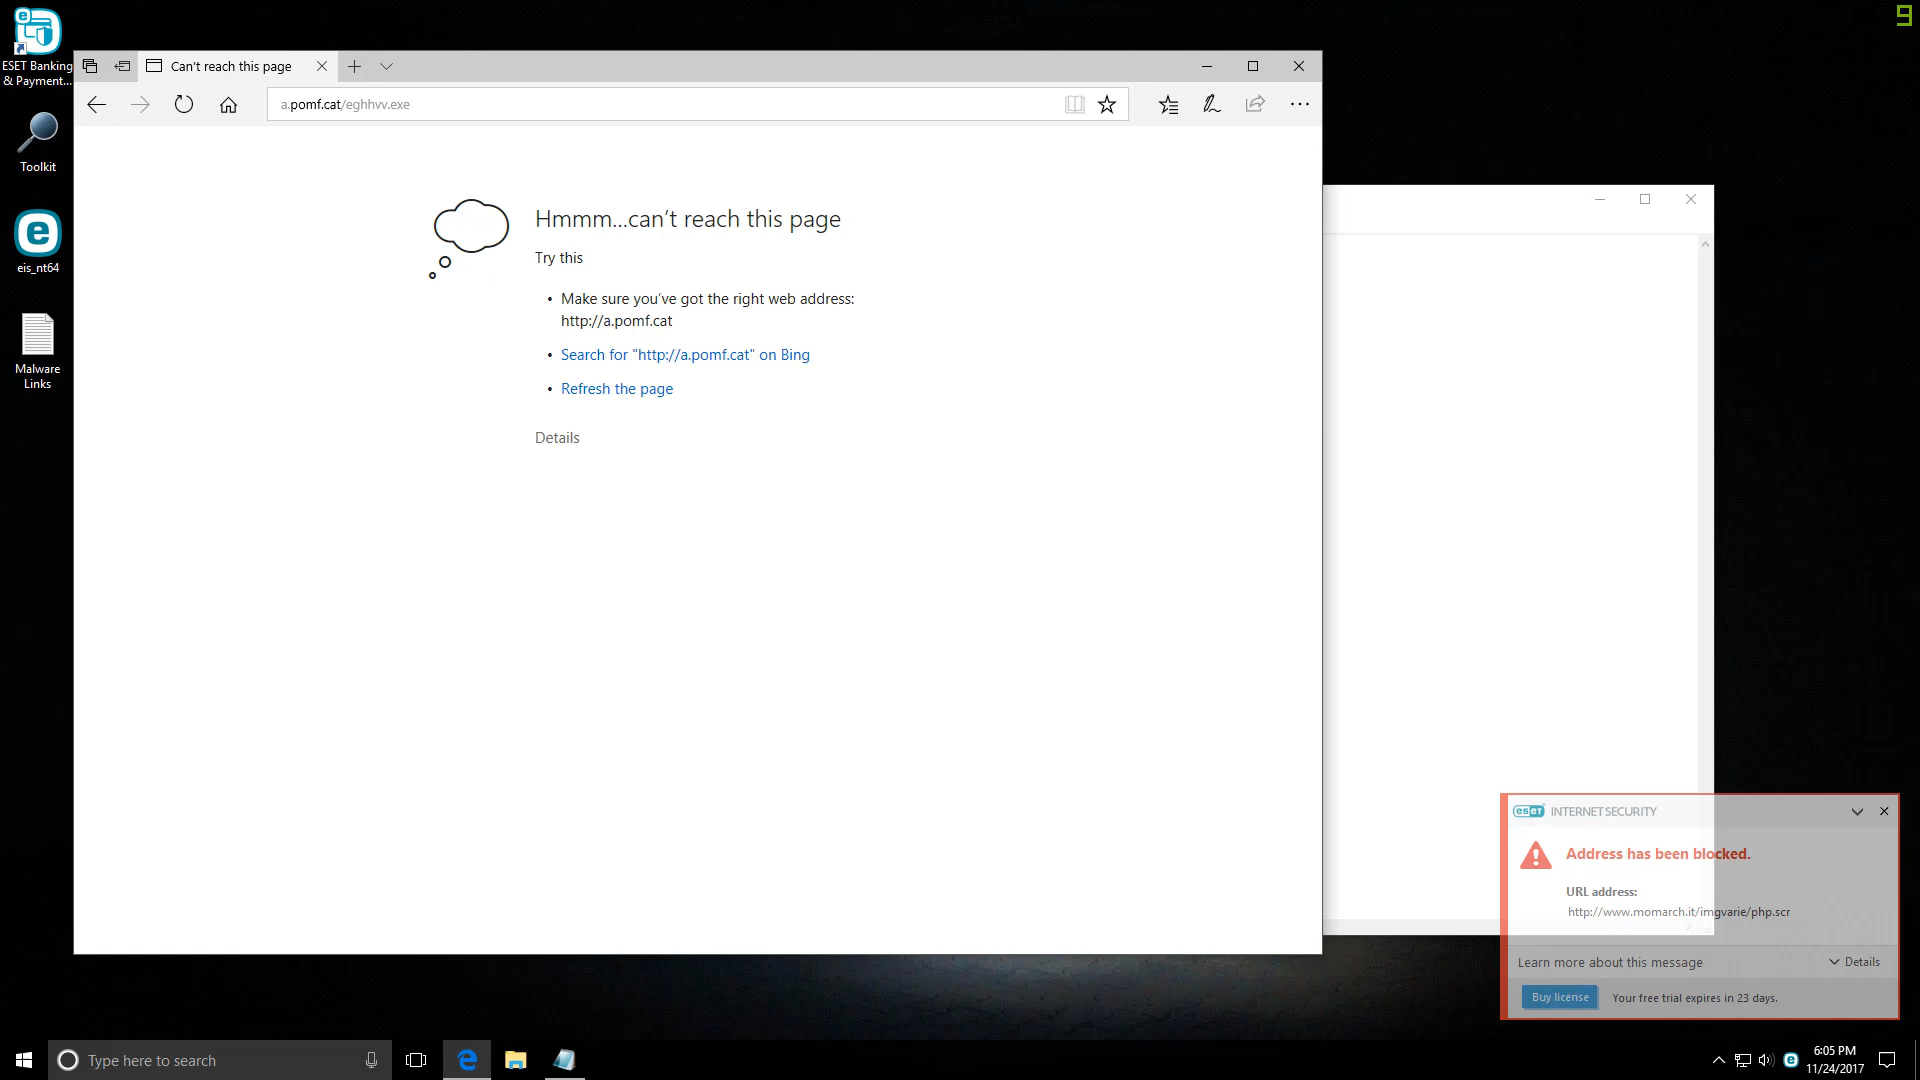 9
ESET Banking
& Payment...
Toolkit
e
eis_nt64
Malware
Links
Can't reach this page
a.pomf.cat/eghhvv.exe
Hmmm...can't reach this page
Try this
• Make sure you've got the right web address:
http://a.pomf.cat
• Search for "http://a.pomf.cat" on Bing
• Refresh the page
Details
eset INTERNET SECURITY
Address has been blocked.
URL address:
http://www.momarch.it/imgvarie/php.scr
Learn more about this message
Details
Buy license
Your free trial expires in 23 days.
Type here to search
6:05 PM
11/24/2017